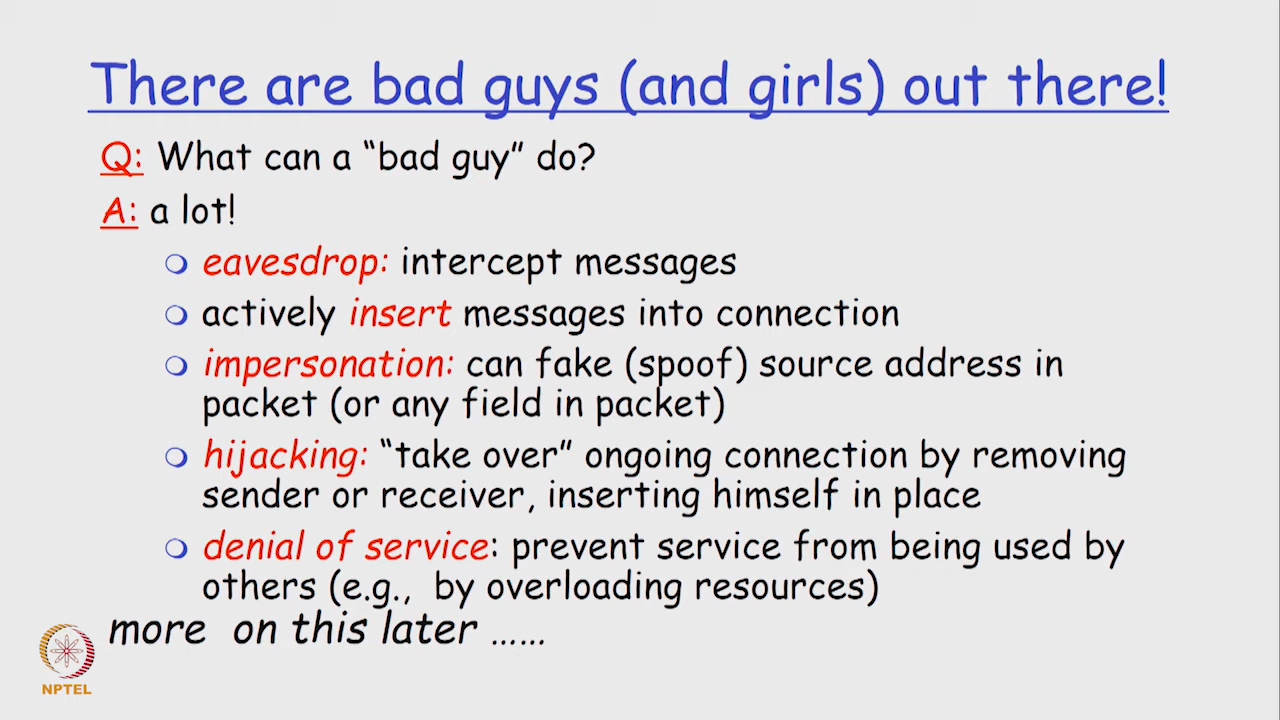 There are bad guys (and girls) out there!
Q: What can a “bad guy” do?
A: a lot!
eavesdrop: intercept messages
actively insert messages into connection
impersonation: can fake (spoof) source address in
packet (or any field in packet)
hijacking: “take over” ongoing connection by removing
sender or receiver, inserting himself in place
denial of service: prevent service from being used by
others (e.g., by overloading resources)
more on this later ......
NPTEL